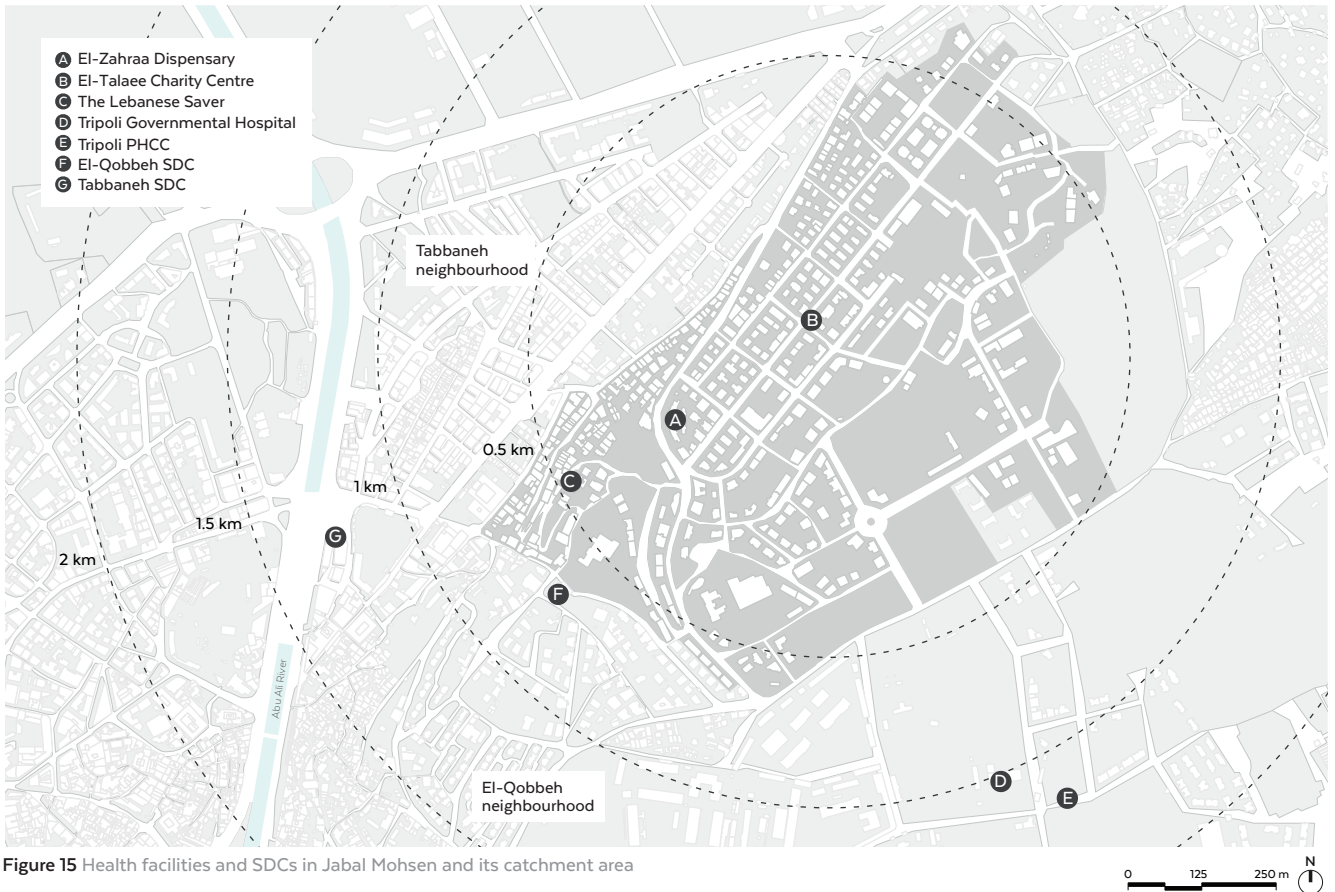 A El-Zahraa Dispensary
B El-Talaee Charity Centre
C The Lebanese Saver
D Tripoli Governmental Hospital
E Tripoli PHCC
F El-Qobbeh SDC
G Tabbaneh SDC
Tabbaneh
neighbourhood
B
A
0.5 km
C
1 km
1.5 km
G
2 km
F
Abu Ali River
El-Qobbeh
neighbourhood
D
E
Figure 15 Health facilities and SDCs in Jabal Mohsen and its catchment area
0 125 250 m
N